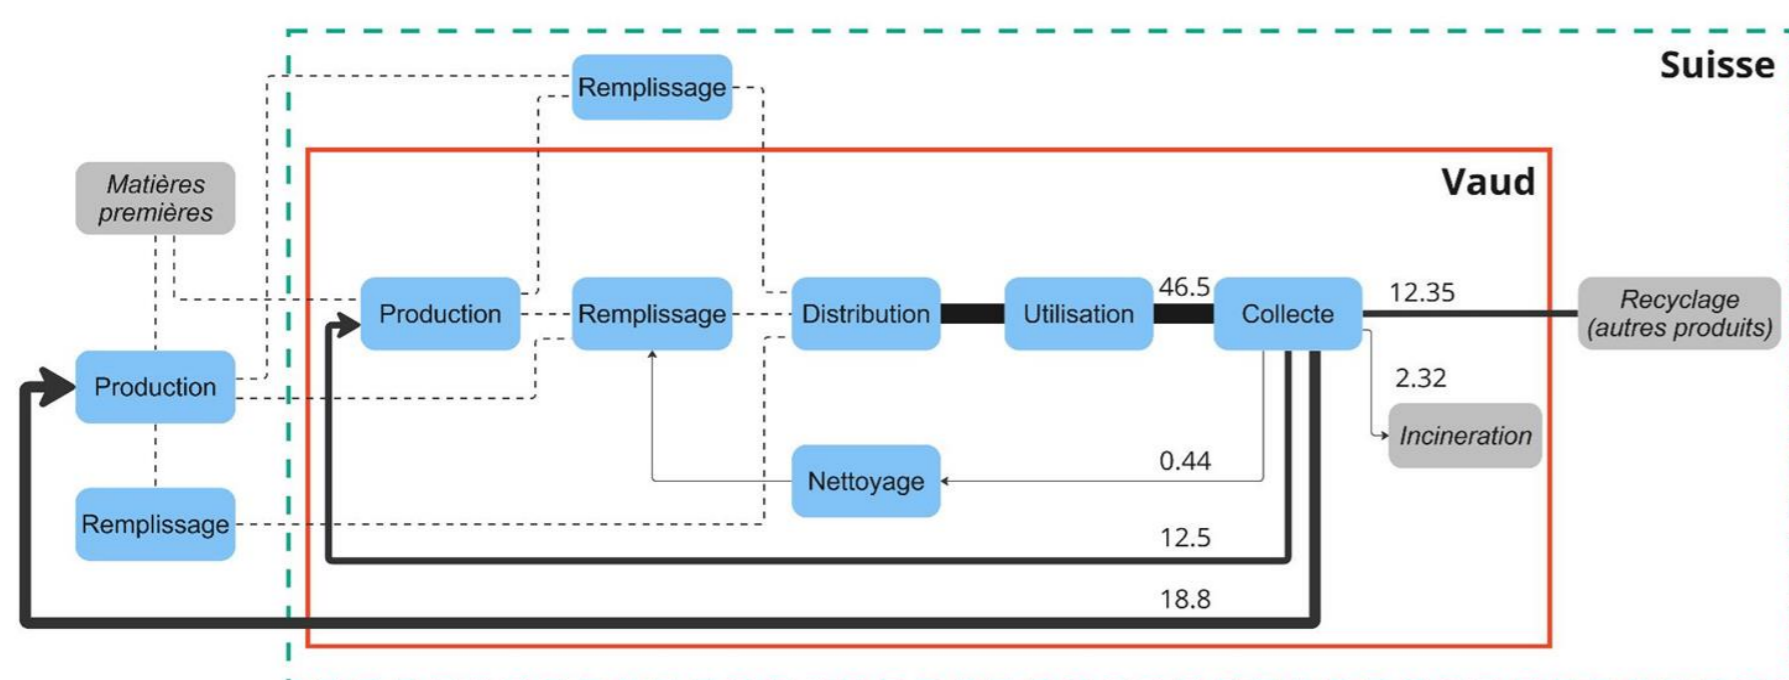 Suisse
Remplissage
Vaud
Matières
premières
Production
Remplissage
Distribution
Utilisation
46.5
Collecte
12.35
Recyclage
(autres produits)
Production
2.32
Incineration
0.44
Nettoyage
Remplissage
12.5
18.8